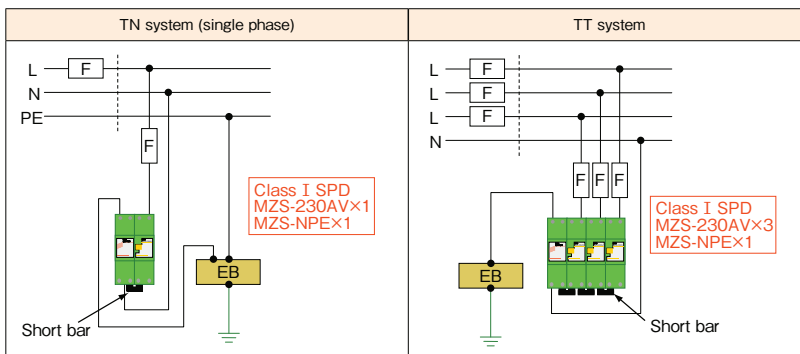 TN system (single phase)
L
F
N
PE
F
Class I SPD
MZS-230AV×1
MZS-NPE×1
EB
Short bar
TT system
L
F
L
F
L
F
N
F
F
F
Class I SPD
MZS-230AV×3
MZS-NPE×1
EB
Short bar